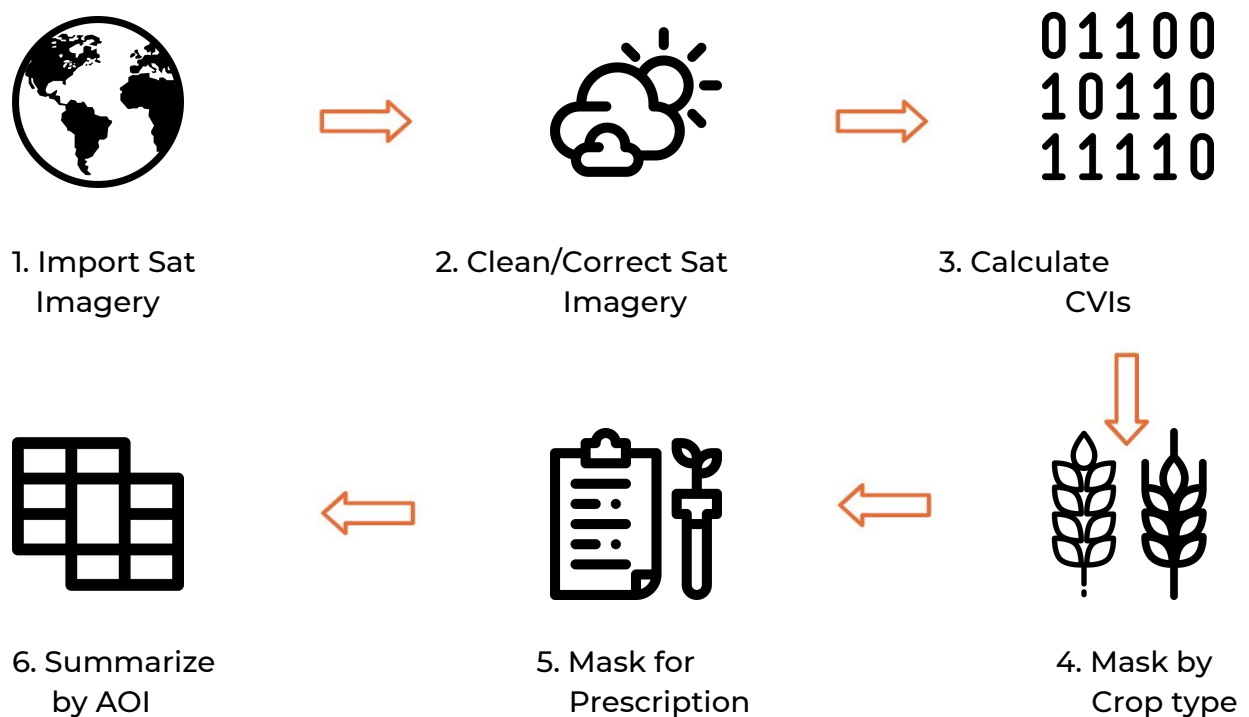 01100
10110
11110
1. Import Sat
Imagery
2. Clean/Correct Sat
Imagery
3. Calculate
CVIs
4. Mask by
Crop type
5. Mask for
Prescription
6. Summarize
by AOI